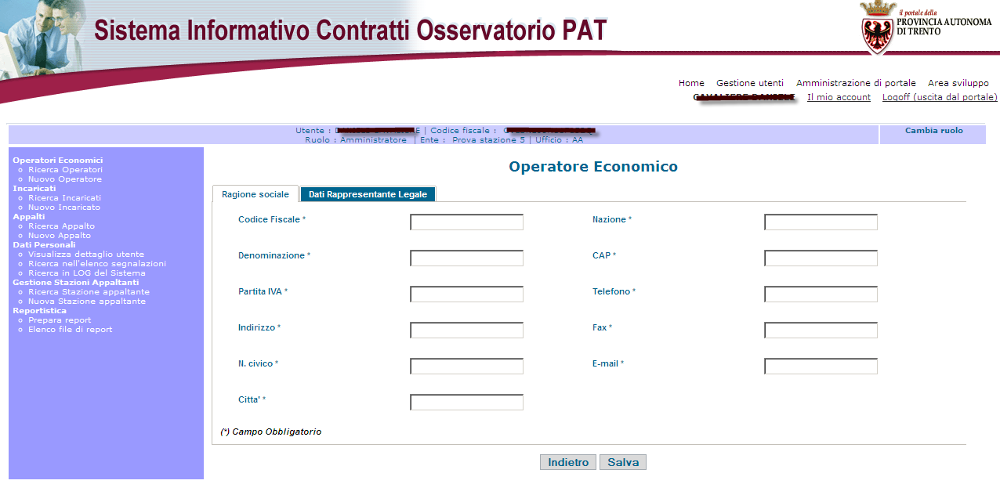 Sistema Informativo Contratti Osservatorio PAT
il portale della
PROVINCIA AUTONOMA
DI TRENTO
Home Gestione utenti Amministrazione di portale Area sviluppo
Il mio account Logoff (uscita dal portale)
Utente : | Codice fiscale :
Ruolo : Amministratore | Ente : Prova stazione 5 | Ufficio : AA
Cambia ruolo
Operatori Economici
Ricerca Operatori
Nuovo Operatore
Incaricati
Ricerca Incaricati
Nuovo Incaricato
Appalti
Ricerca Appalto
Nuovo Appalto
Dati Personali
Visualizza dettaglio utente
Ricerca nell'elenco segnalazioni
Ricerca in LOG del Sistema
Gestione Stazioni Appaltanti
Ricerca Stazione appaltante
Nuova Stazione appaltante
Reportistica
Prepara report
Elenco file di report
Operatore Economico
Ragione sociale Dati Rappresentante Legale
Codice Fiscale * Nazione *
Denominazione * CAP *
Partita IVA * Telefono *
Indirizzo * Fax *
N. civico * E-mail *
Citta' *
(*) Campo Obbligatorio
Indietro Salva